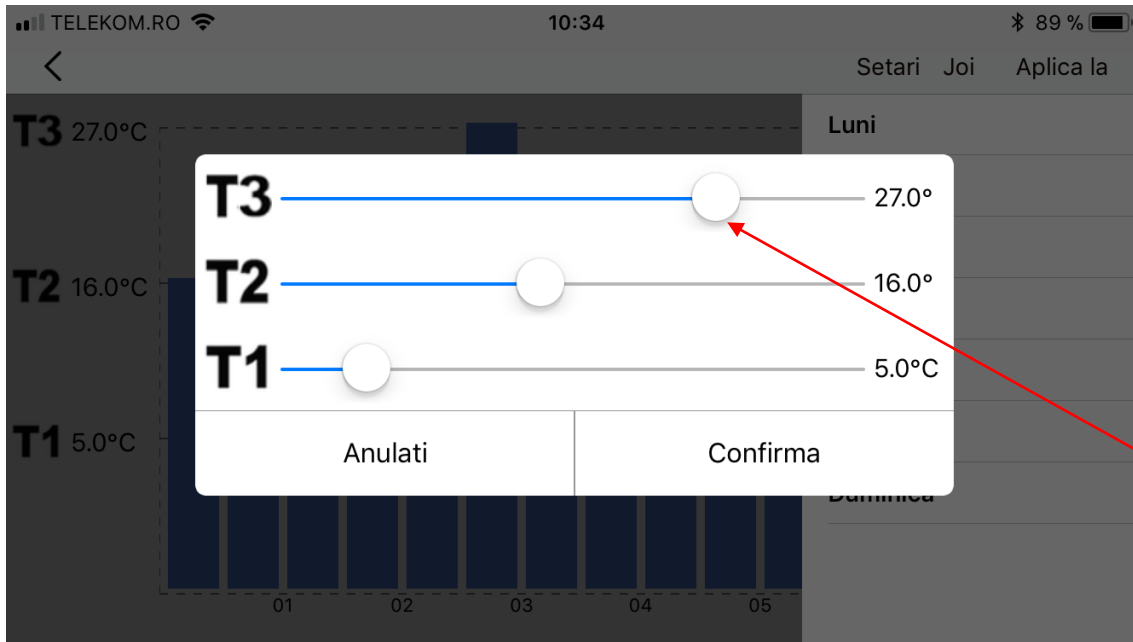 TELEKOM.RO 10:34 89 %
Setari Joi Aplica la
T3 27.0°C
Luni
T3 27.0°
T2 16.0°C
T2 16.0°
T1 5.0°C
T1 5.0°C
Anulati Confirma
Duminica
01 02 03 04 05